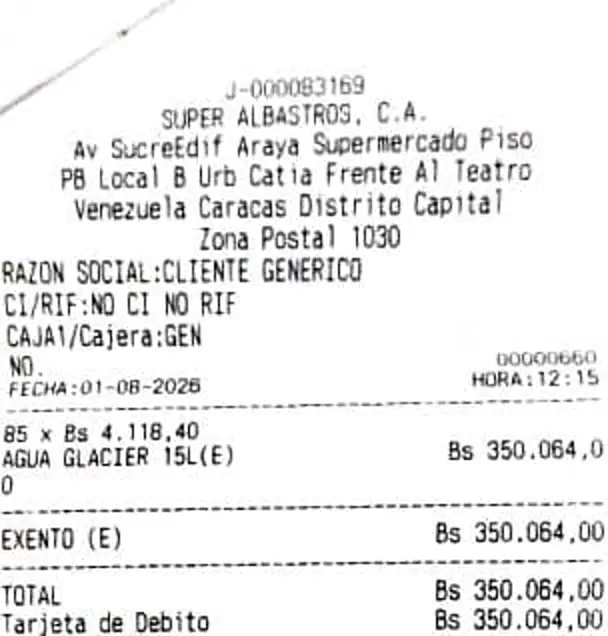 J-000083169
SUPER ALBASTROS, C.A.
Av SucreEdif Araya Supermercado Piso
PB Local B Urb Catia Frente Al Teatro
Venezuela Caracas Distrito Capital
Zona Postal 1030
RAZON SOCIAL:CLIENTE GENERICO
CI/RIF:NO CI NO RIF
CAJA1/Cajera:GEN
NO. 00000660
FECHA:01-08-2026 HORA:12:15
85 x Bs 4.118,40
AGUA GLACIER 15L(E) Bs 350.064,0
0
EXENTO (E) Bs 350.064,00
TOTAL Bs 350.064,00
Tarjeta de Debito Bs 350.064,00